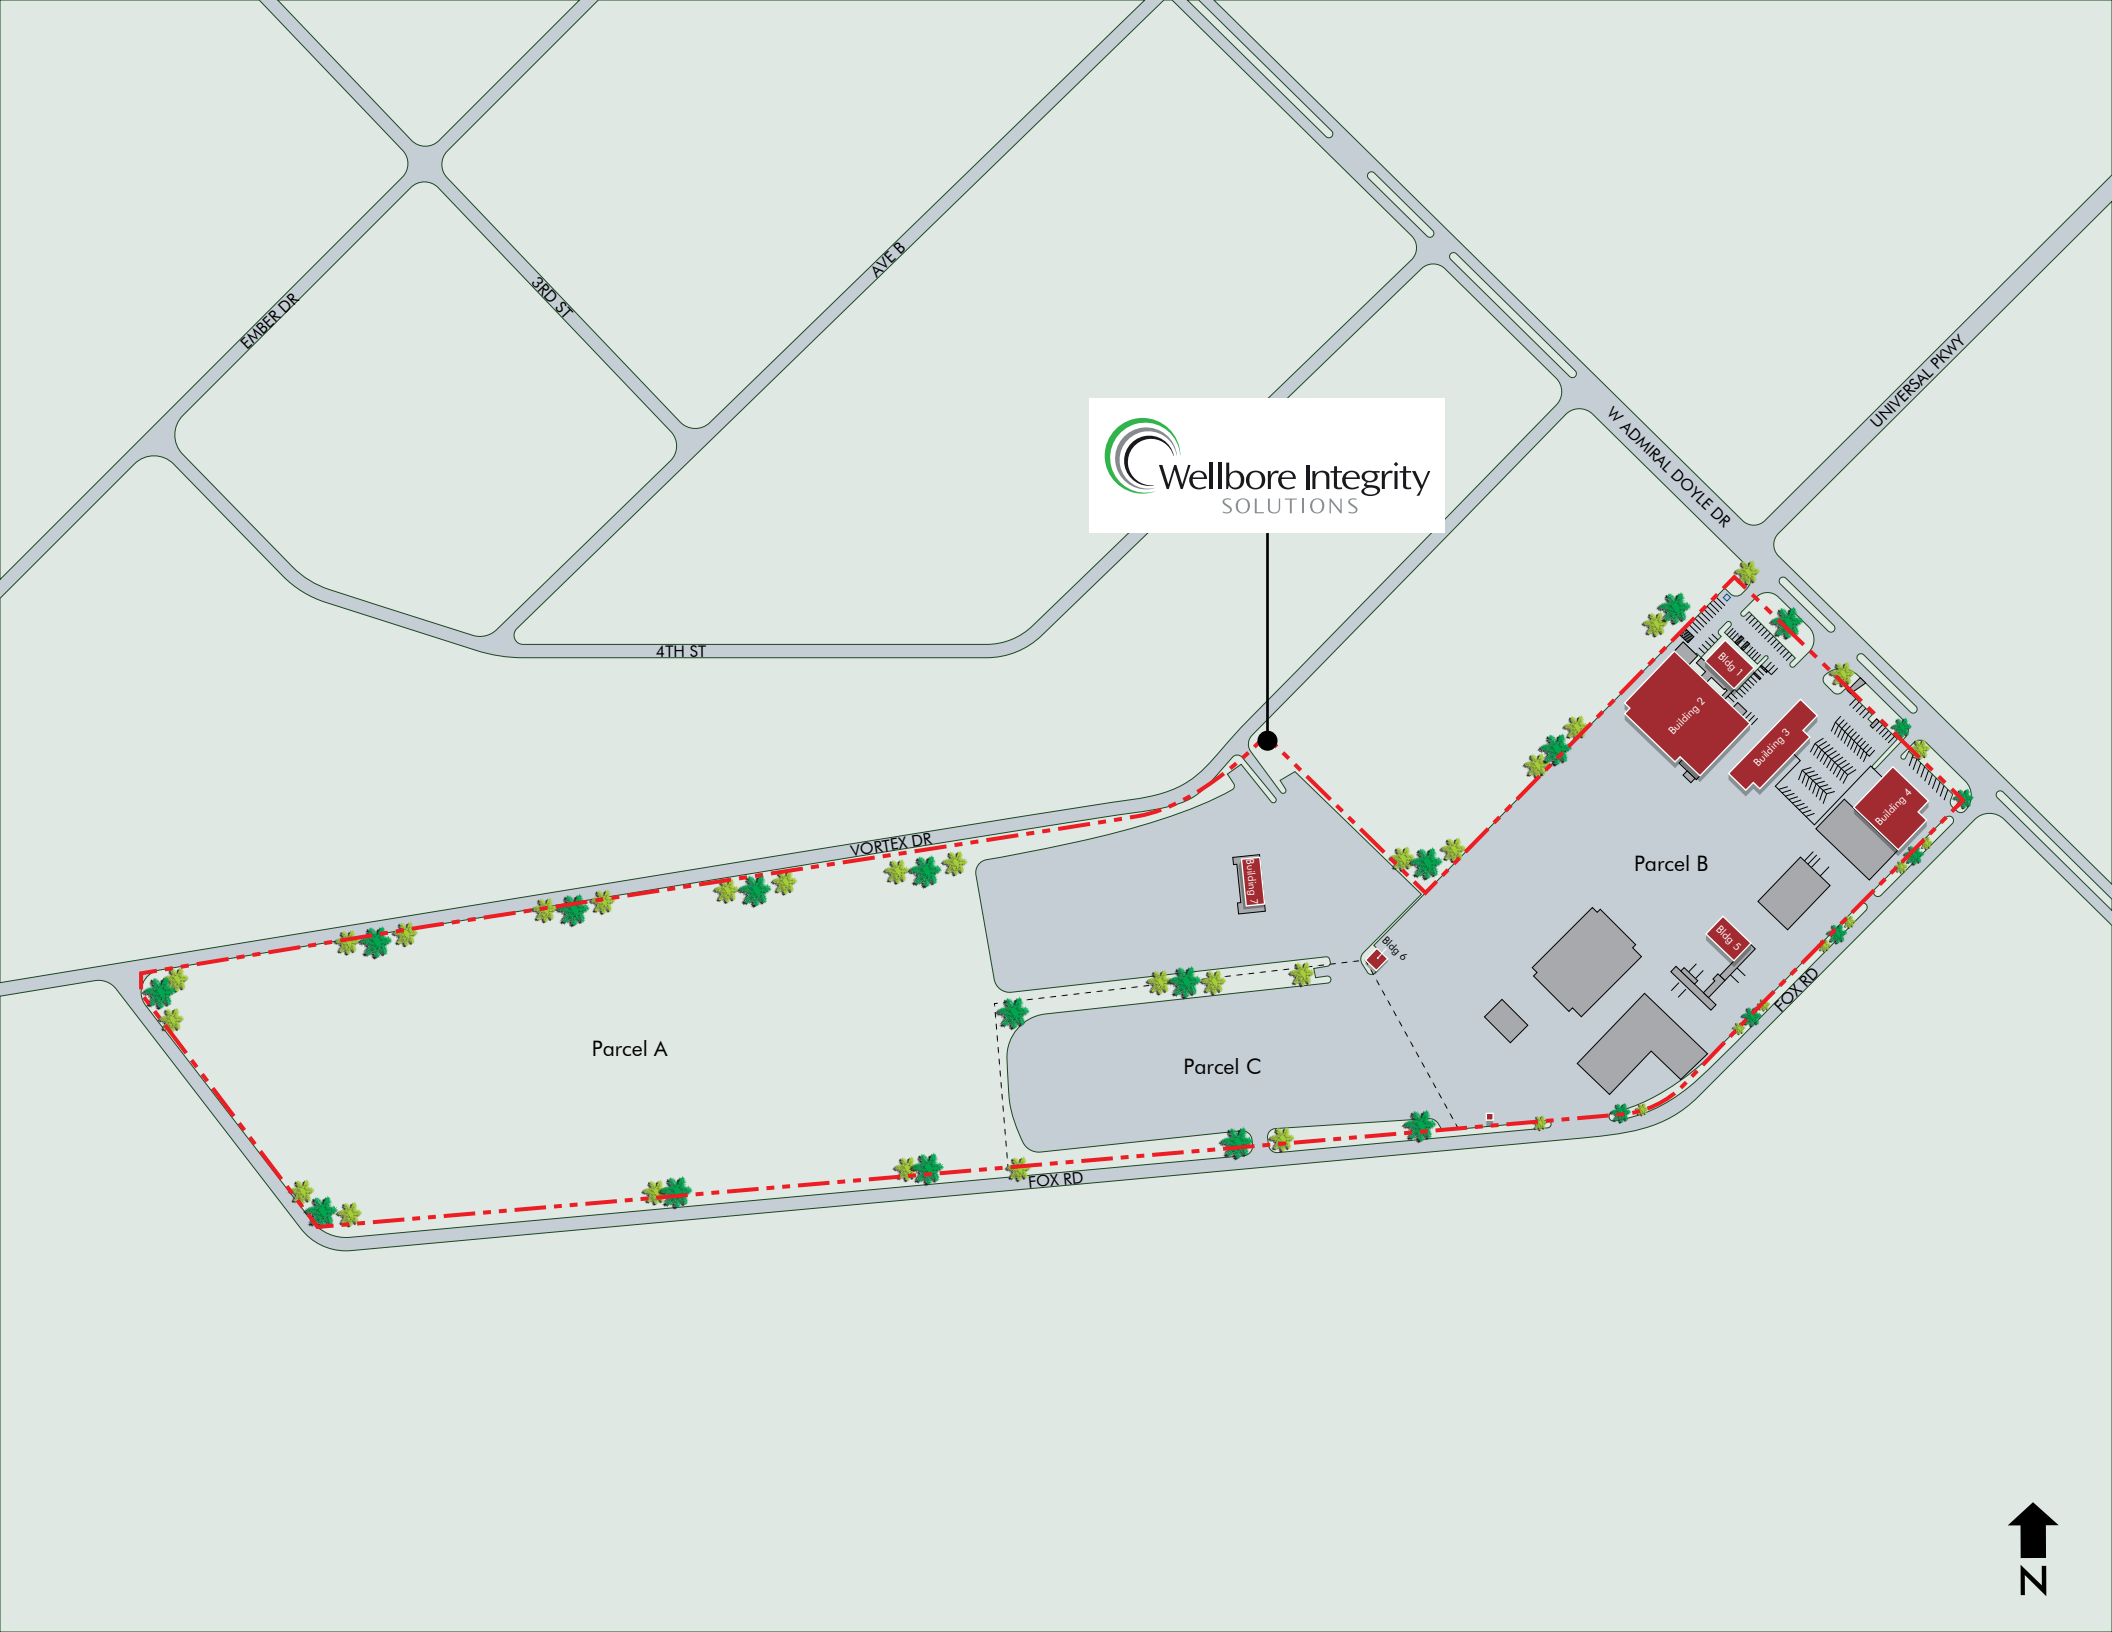 AVE B
3RD ST
EMBER DR
UNIVERSAL PKWY
W ADMIRAL DOYLE DR
Wellbore Integrity
SOLUTIONS
4TH ST
Bldg 1
Building 2
Building 3
Building 4
VORTEX DR
Building 7
Parcel B
Bldg 5
Bldg 6
FOX RD
Parcel A
Parcel C
FOX RD
N